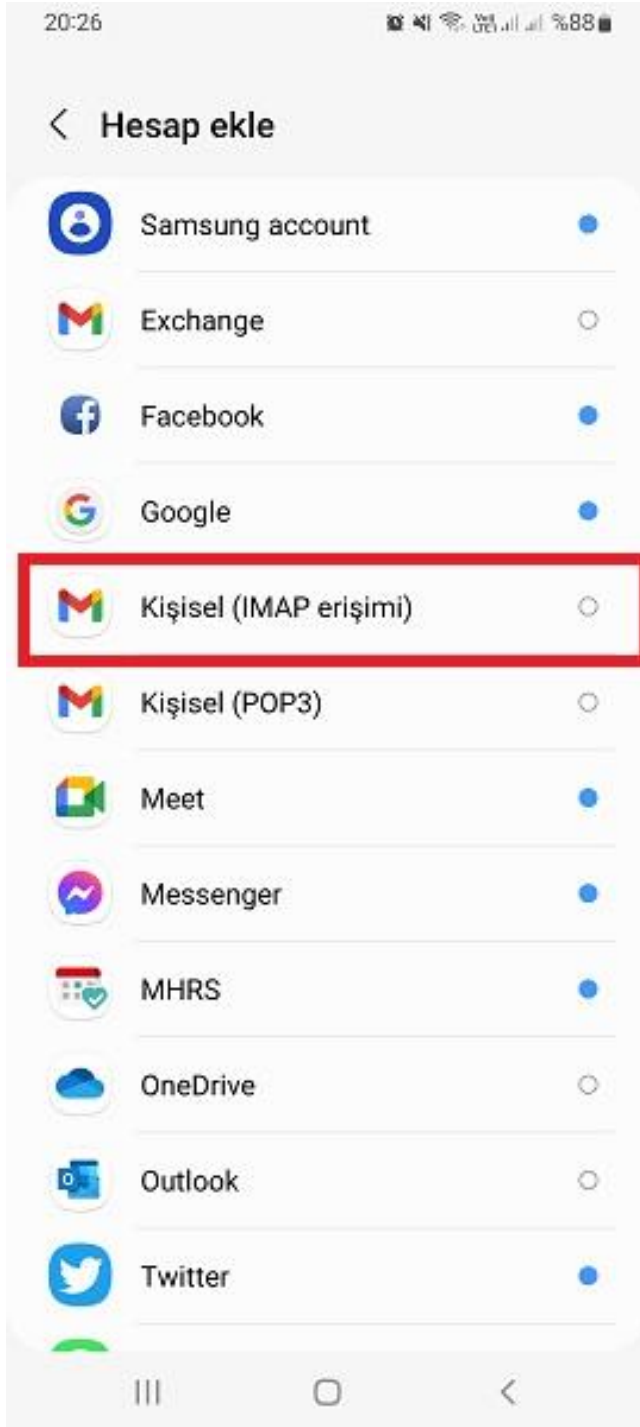 20:26 %88
Hesap ekle
Samsung account
Exchange
Facebook
Google
Kişisel (IMAP erişimi)
Kişisel (POP3)
Meet
Messenger
MHRS
OneDrive
Outlook
Twitter